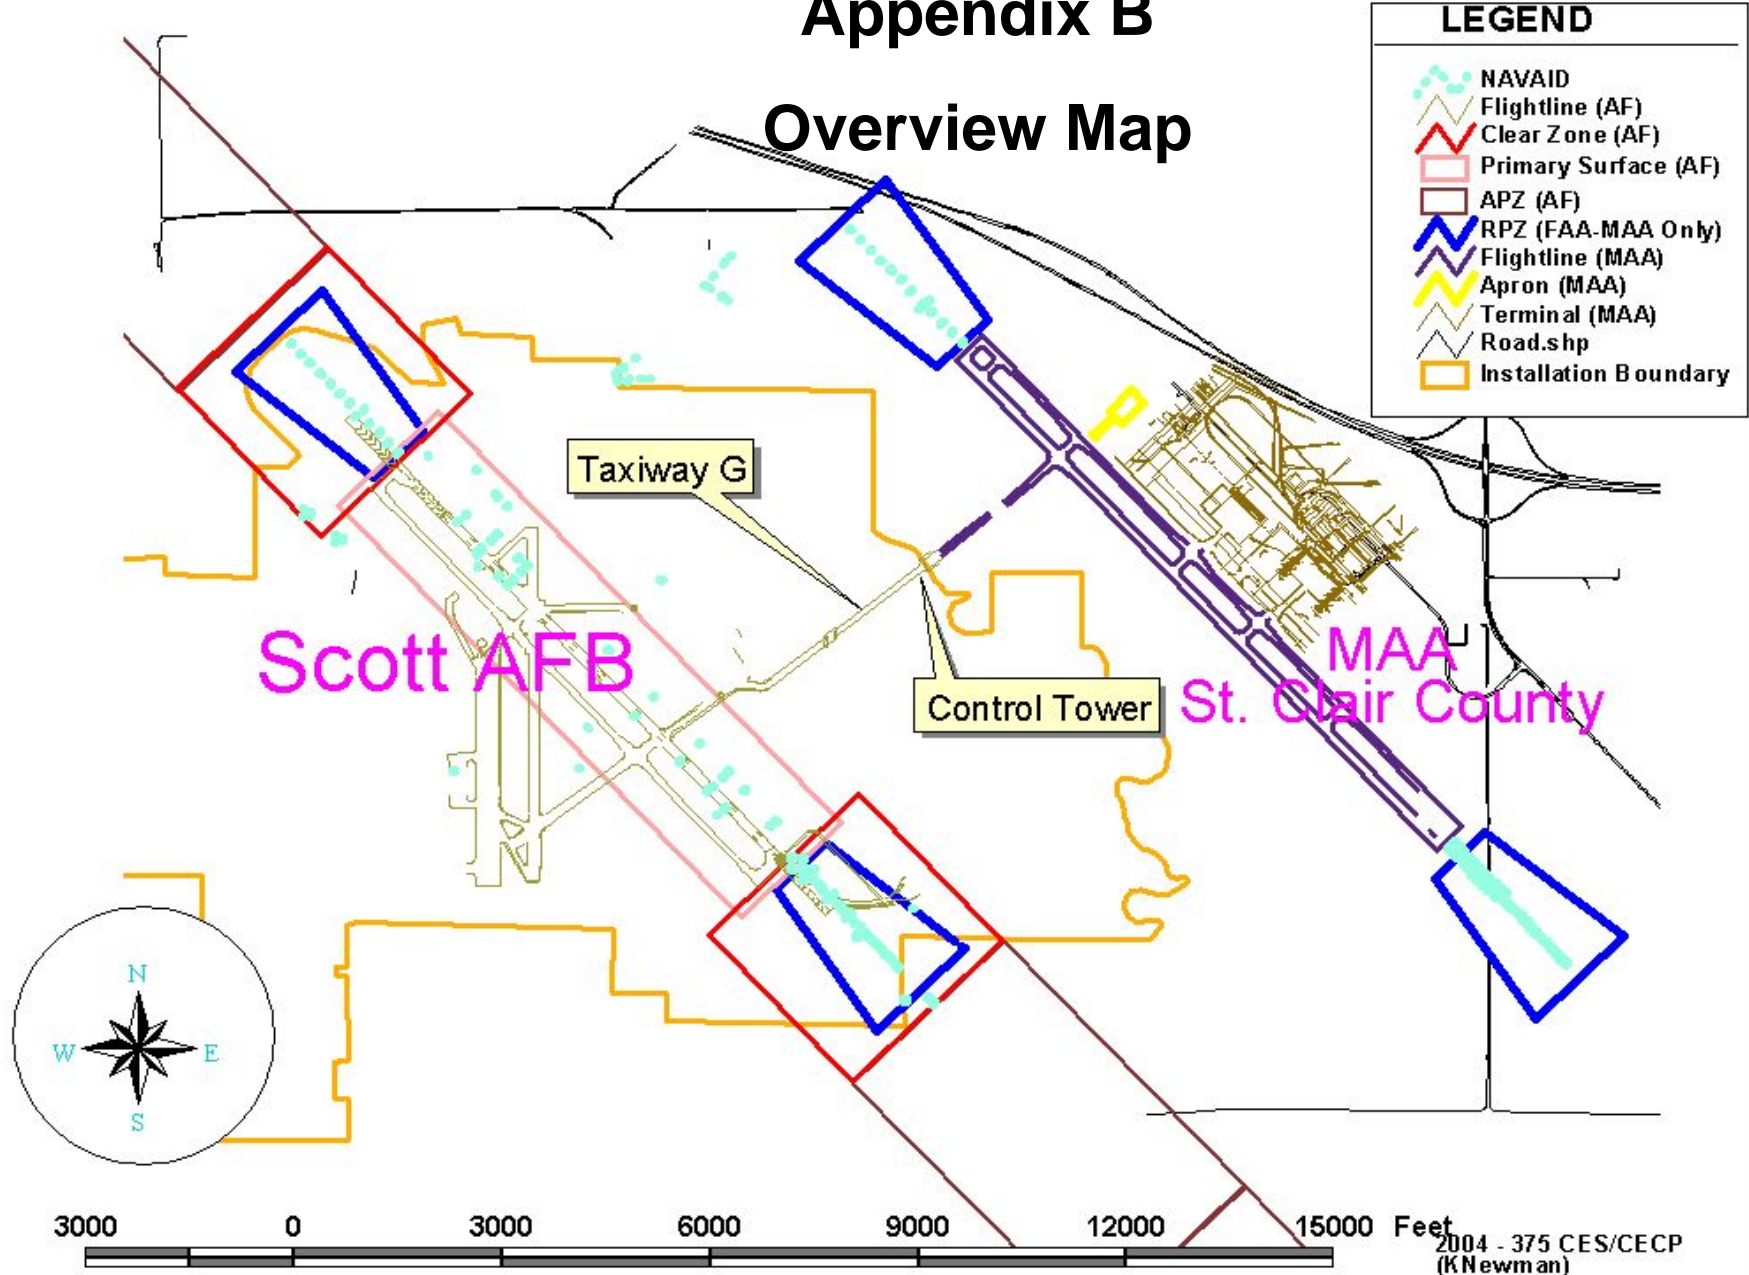 Appendix B
Overview Map
LEGEND
NAVAID
Flightline (AF)
Clear Zone (AF)
Primary Surface (AF)
APZ (AF)
RPZ (FAA-MAA Only)
Flightline (MAA)
Apron (MAA)
Terminal (MAA)
Road.shp
Installation Boundary
Taxiway G
Scott AFB
Control Tower
MAA
St. Clair County
N
W E
S
3000 0 3000 6000 9000 12000 15000 Feet
2004 - 375 CES/CECP
(KNewman)